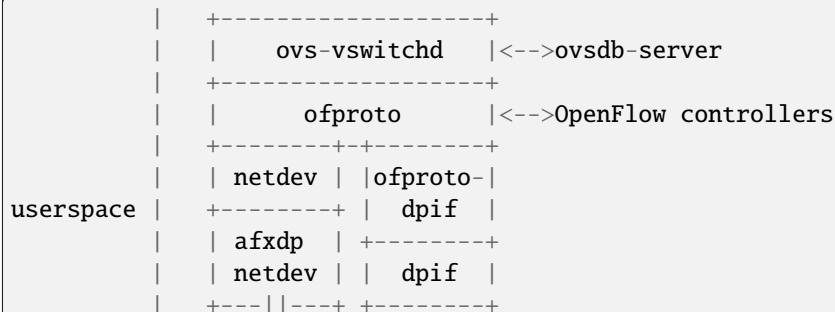 |   +-------------------+
          |   |    ovs-vswitchd   |<-->ovsdb-server
          |   +-------------------+
          |   |      ofproto      |<-->OpenFlow controllers
          |   +--------+-+--------+
          |   | netdev | |ofproto-|
userspace |   +--------+ |  dpif  |
          |   | afxdp  | +--------+
          |   | netdev | |  dpif  |
          |   +---||---+ +--------+